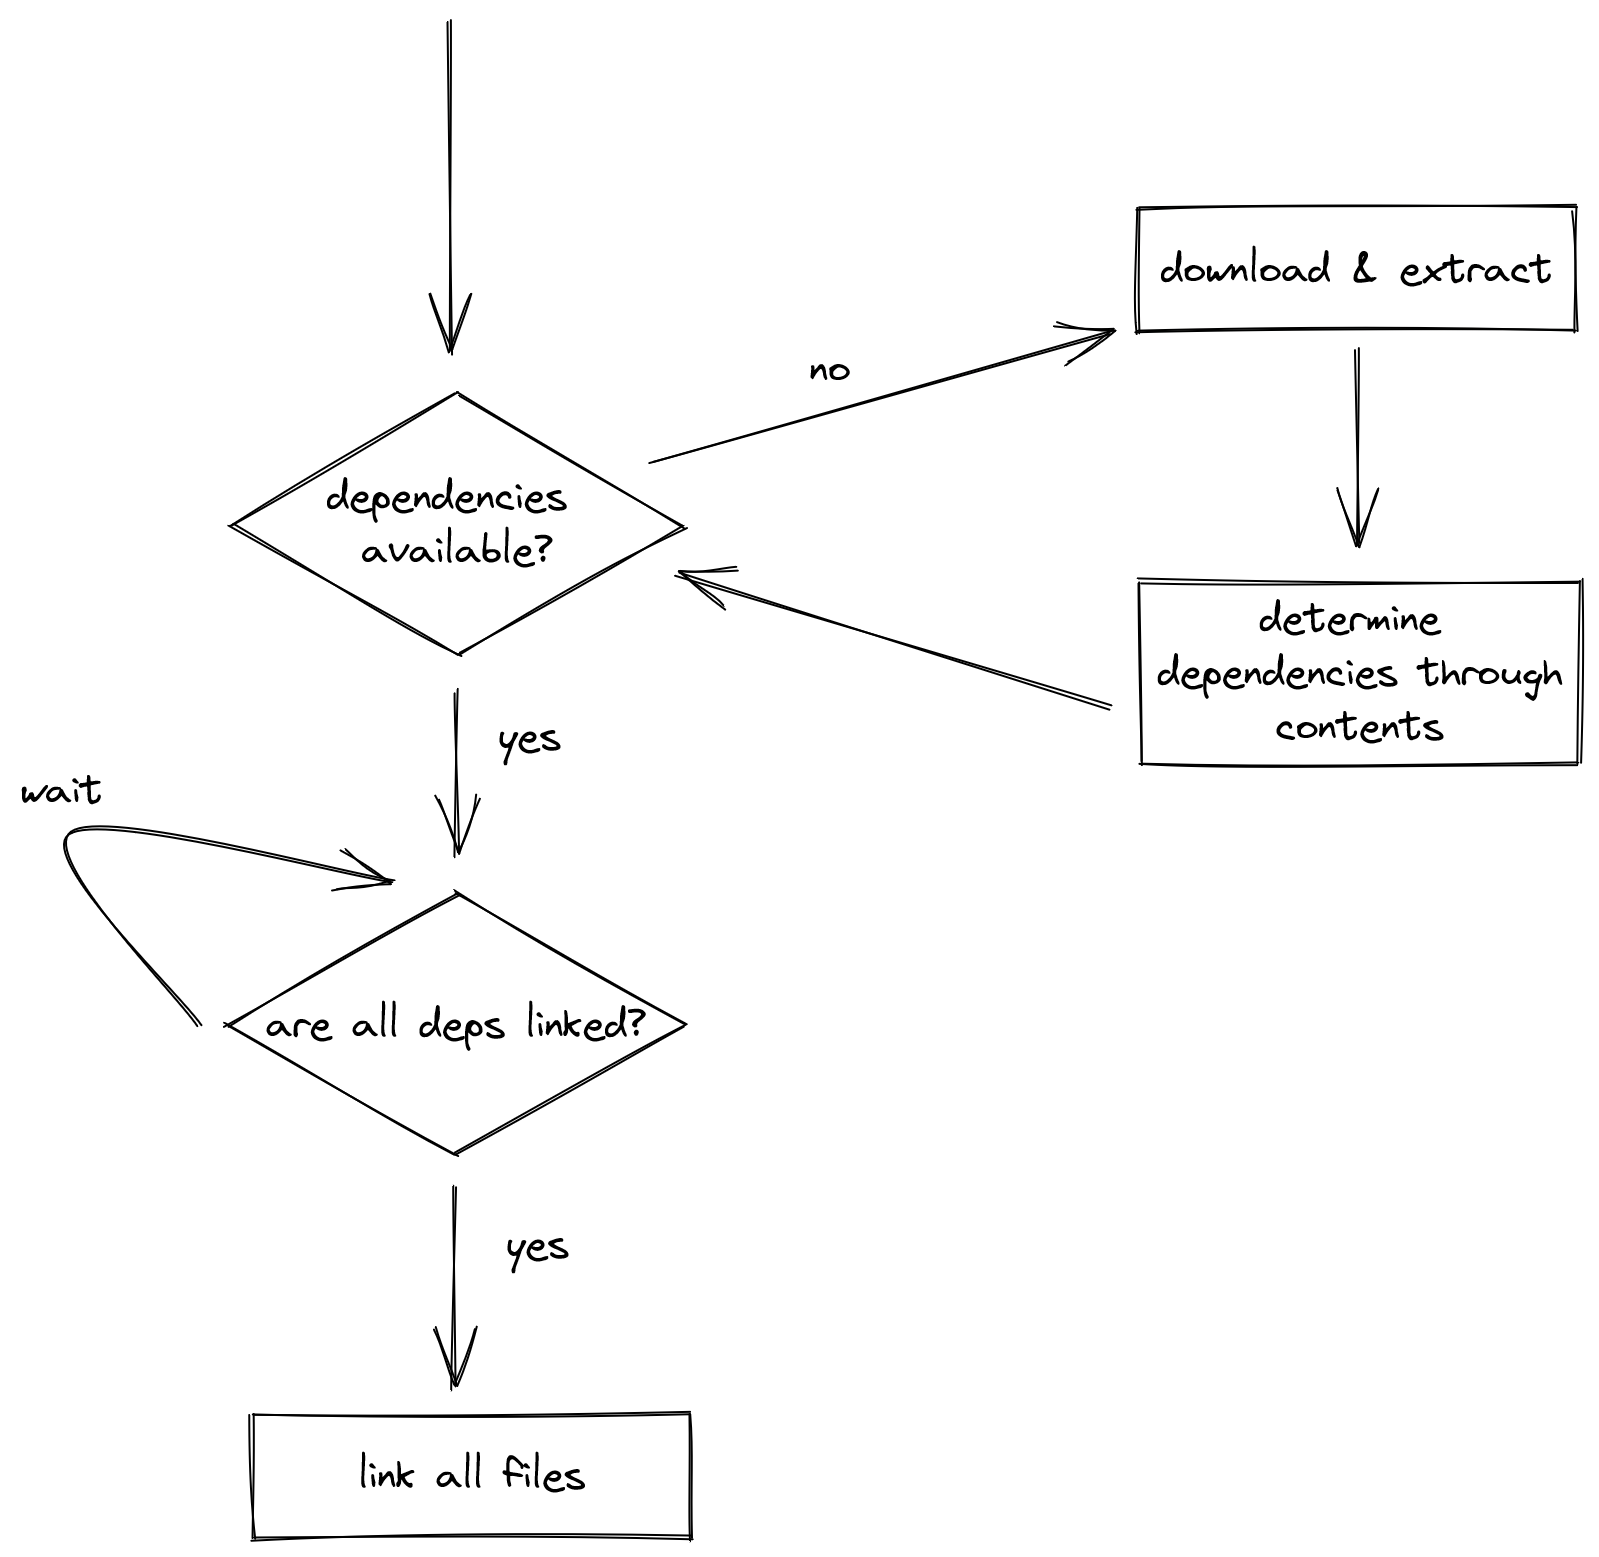 download & extract
no
dependencies
available?
determine
dependencies through
contents
yes
wait
are all deps linked?
yes
link all files